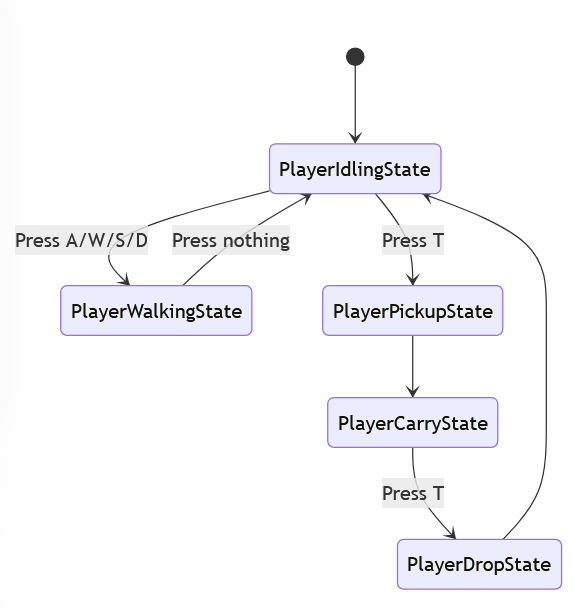 PlayerIdlingState
Press A/W/S/D
Press nothing
Press T
PlayerWalkingState
PlayerPickupState
PlayerCarryState
Press T
PlayerDropState